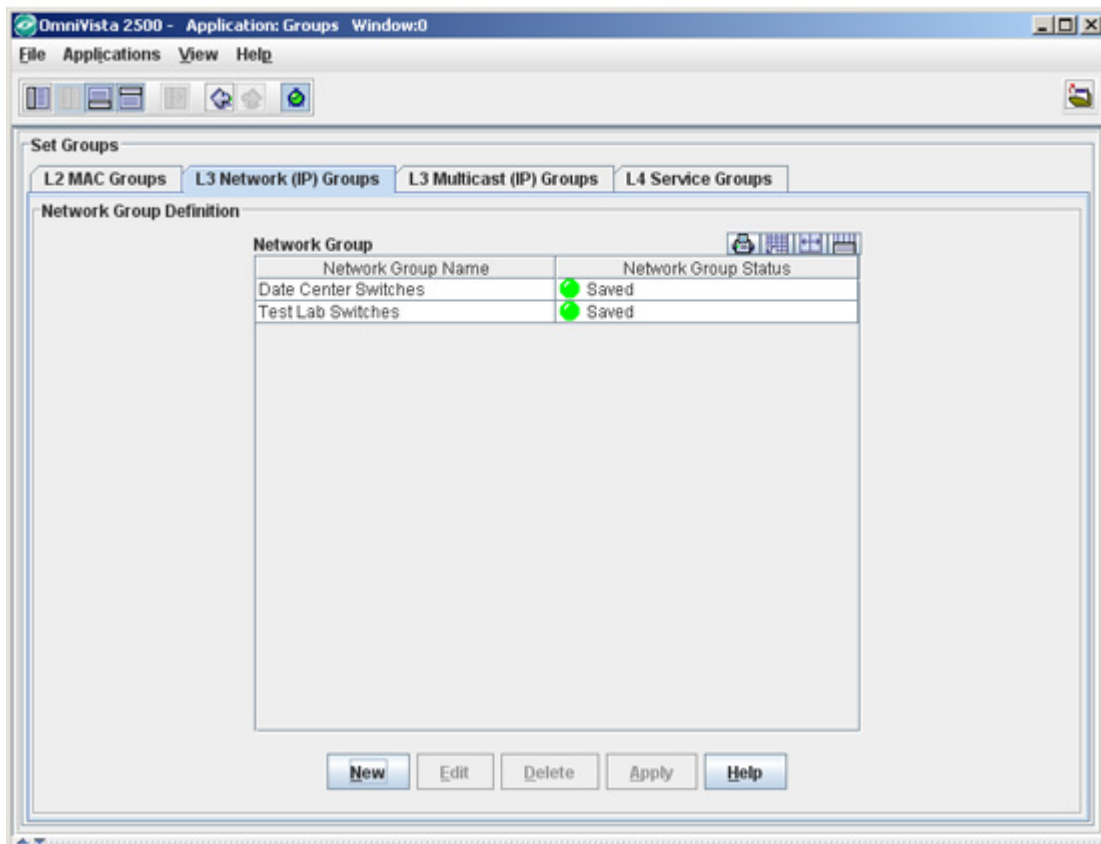 OmniVista 2500 - Application: Groups Window:0
File Applications View Help
Set Groups
L2 MAC Groups L3 Network (IP) Groups L3 Multicast (IP) Groups L4 Service Groups
Network Group Definition
Network Group
Network Group Name Network Group Status
Date Center Switches Saved
Test Lab Switches Saved
New Edit Delete Apply Help